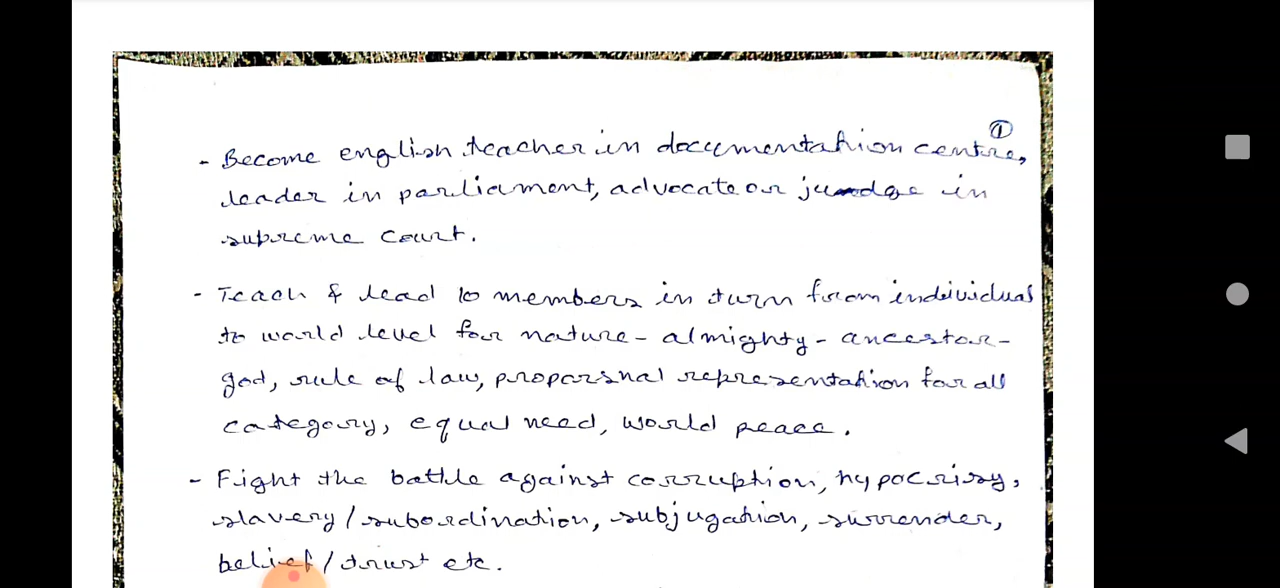 ①
- Become english teacher in documentation centre,
leader in parliament, advocate or judge in
supreme court.
- Teach & lead 10 members in turn from individual
to world level for nature - almighty - ancestor -
god, rule of law, proporsnal representation for all
category, equal need, world peace.
- Fight the battle against corruption, hypocrisy,
slavery/subordination, subjugation, surrender,
belief/trust etc.